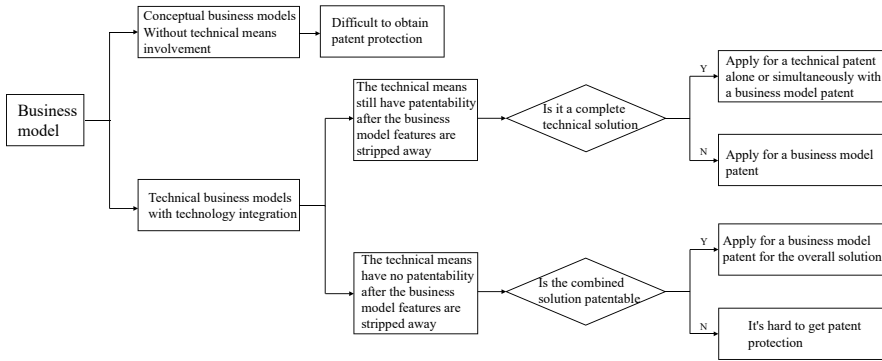 Conceptual business models
Without technical means
involvement
Difficult to obtain
patent protection
Business
model
The technical means
still have patentability
after the business
model features are
stripped away
Is it a complete
technical solution
Y
Apply for a technical patent
alone or simultaneously with
a business model patent
N
Apply for a business model
patent
Technical business models
with technology integration
The technical means
have no patentability
after the business
model features are
stripped away
Is the combined
solution patentable
Y
Apply for a business model
patent for the overall solution
N
It's hard to get patent
protection